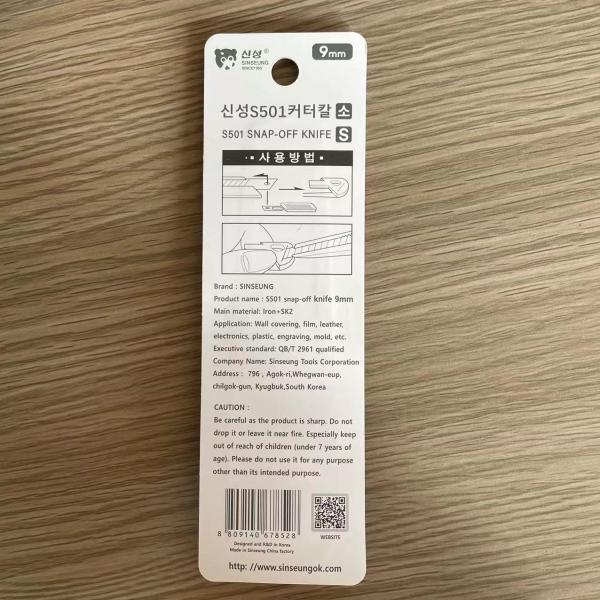 신성®
SINSEUNG
SINCE1985
9mm
신성S501커터칼 소
S501 SNAP-OFF KNIFE S
사용방법
Brand : SINSEUNG
Product name : S501 snap-off knife 9mm
Main material: Iron+SK2
Application: Wall covering, film, leather,
electronics, plastic, engraving, mold, etc.
Executive standard: QB/T 2961 qualified
Company Name: Sinseung Tools Corporation
Address : 796 , Agok-ri,Whegwan-eup,
chilgok-gun, Kyugbuk,South Korea
CAUTION :
Be careful as the product is sharp. Do not
drop it or leave it near fire. Especially keep
out of reach of children (under 7 years of
age). Please do not use it for any purpose
other than its intended purpose.
8 809140 678528
WEBSITE
Designed and R&D in Korea
Made in Sinseung China factory
http://www.sinseungok.com